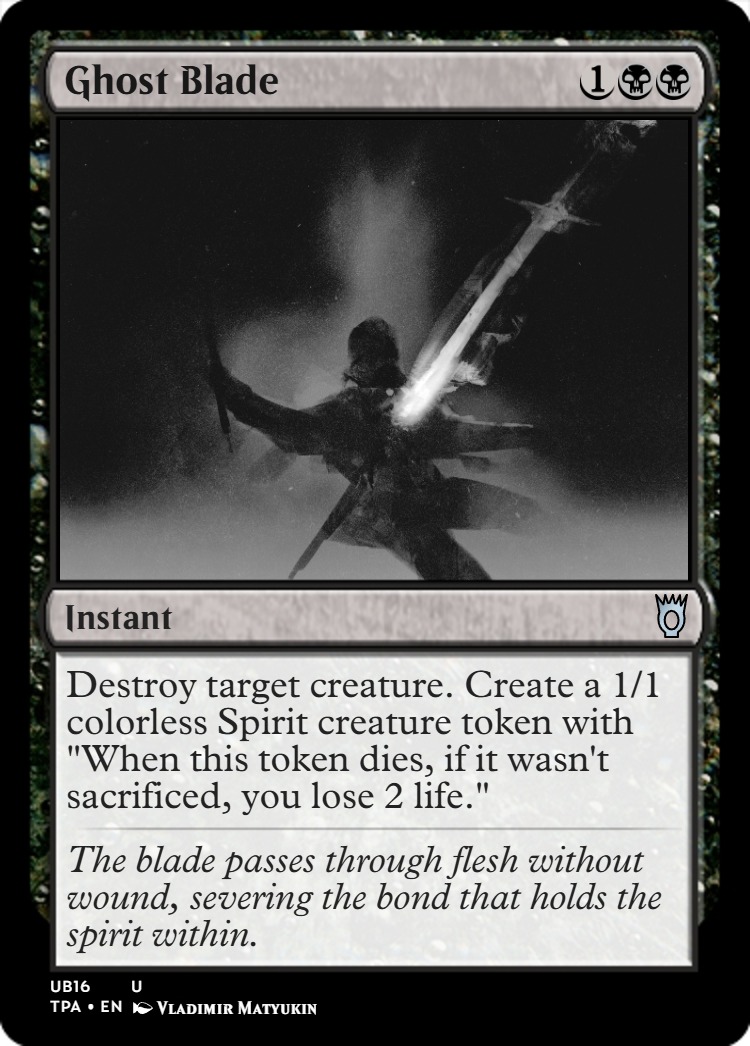 Ghost Blade 1
Instant
Destroy target creature. Create a 1/1
colorless Spirit creature token with
"When this token dies, if it wasn't
sacrificed, you lose 2 life."
The blade passes through flesh without
wound, severing the bond that holds the
spirit within.
UB16 U
TPA • EN Vladimir Matyukin